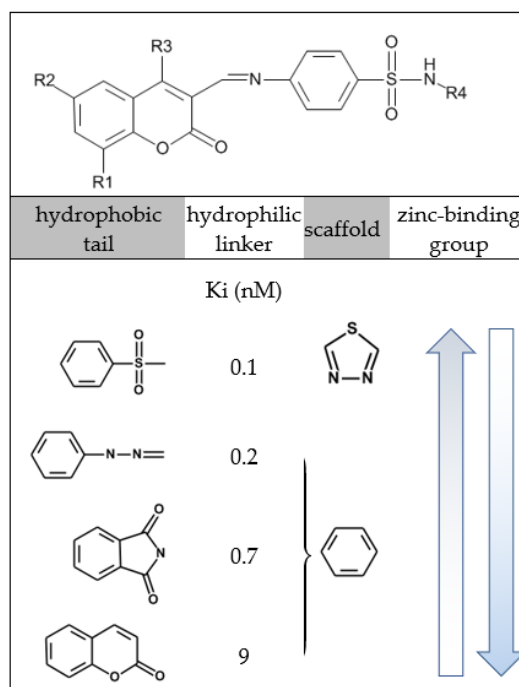 R3
R2
N
O
S
O
H
N
R4
O
O
R1
hydrophobic tail
hydrophilic linker
scaffold
zinc-binding group
Ki (nM)
O
S
O
0.1
S
N N
N N
0.2
O
N
O
0.7
O O
9